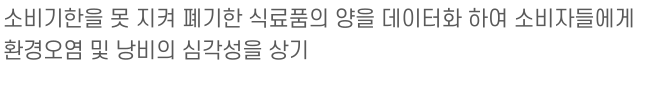 소비기한을 못 지켜 폐기한 식료품의 양을 데이터화 하여 소비자들에게
환경오염 및 낭비의 심각성을 상기